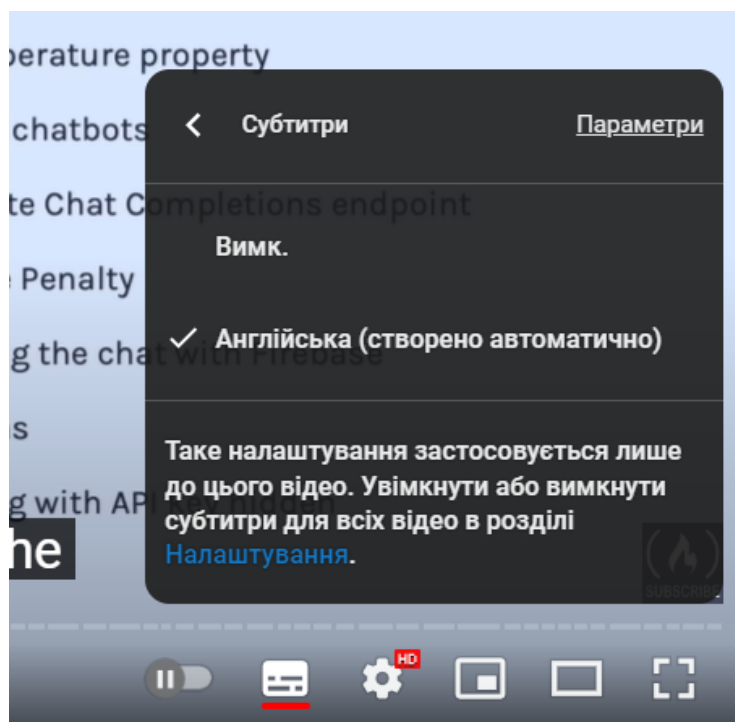 perature property
chatbots
Субтитри
Параметри
te Chat Completions endpoint
Вимк.
Penalty
Англійська (створено автоматично)
g the chat with Firebase
s
Таке налаштування застосовується лише
до цього відео. Увімкнути або вимкнути
субтитри для всіх відео в розділі
Налаштування.
g with API key hidden
he
SUBSCRIBE
HD